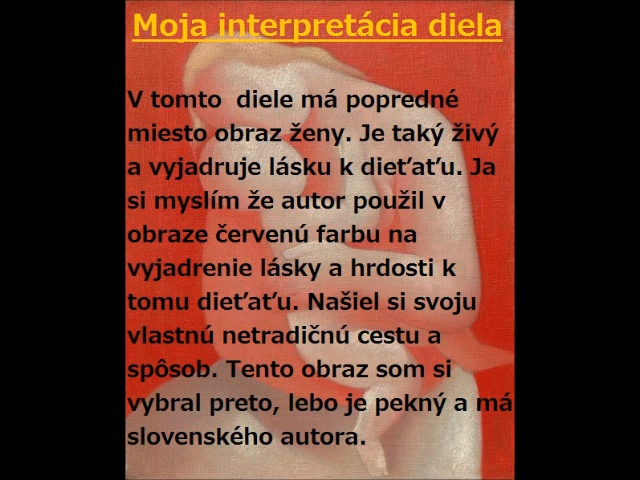 Moja interpretácia diela
V tomto  diele má popredné
miesto obraz ženy. Je taký živý
a vyjadruje lásku k dieťaťu. Ja
si myslím že autor použil v
obraze červenú farbu na
vyjadrenie lásky a hrdosti k
tomu dieťaťu. Našiel si svoju
vlastnú netradičnú cestu a
spôsob. Tento obraz som si
vybral preto, lebo je pekný a má
slovenského autora.